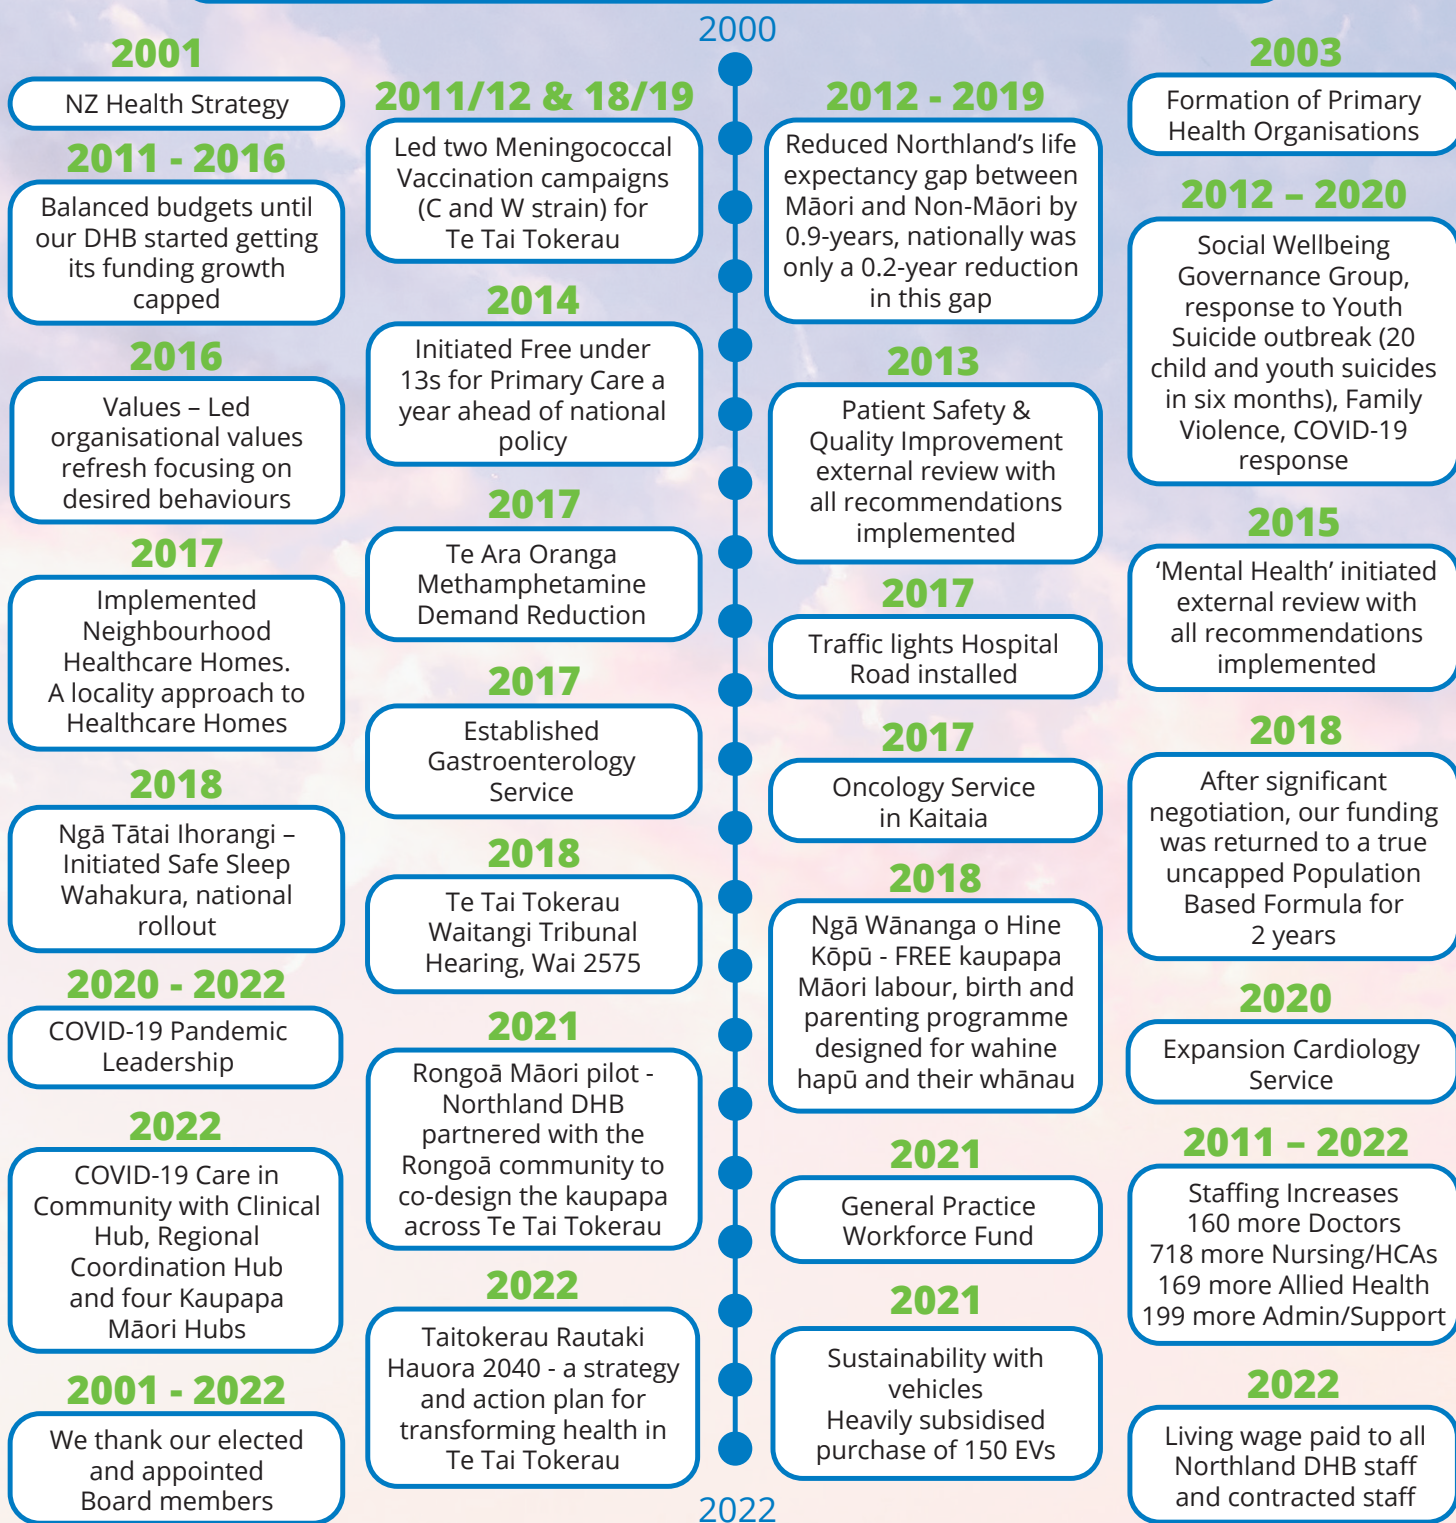 2000
2001
NZ Health Strategy
2011 - 2016
Balanced budgets until
our DHB started getting
its funding growth
capped
2016
Values – Led
organisational values
refresh focusing on
desired behaviours
2017
Implemented
Neighbourhood
Healthcare Homes.
A locality approach to
Healthcare Homes
2018
Ngā Tātai Ihorangi –
Initiated Safe Sleep
Wahakura, national
rollout
2020 - 2022
COVID-19 Pandemic
Leadership
2022
COVID-19 Care in
Community with Clinical
Hub, Regional
Coordination Hub
and four Kaupapa
Māori Hubs
2001 - 2022
We thank our elected
and appointed
Board members
2011/12 & 18/19
Led two Meningococcal
Vaccination campaigns
(C and W strain) for
Te Tai Tokerau
2014
Initiated Free under
13s for Primary Care a
year ahead of national
policy
2017
Te Ara Oranga
Methamphetamine
Demand Reduction
2017
Established
Gastroenterology
Service
2018
Te Tai Tokerau
Waitangi Tribunal
Hearing, Wai 2575
2021
Rongoā Māori pilot -
Northland DHB
partnered with the
Rongoā community to
co-design the kaupapa
across Te Tai Tokerau
2022
Taitokerau Rautaki
Hauora 2040 - a strategy
and action plan for
transforming health in
Te Tai Tokerau
2012 - 2019
Reduced Northland’s life
expectancy gap between
Māori and Non-Māori by
0.9-years, nationally was
only a 0.2-year reduction
in this gap
2013
Patient Safety &
Quality Improvement
external review with
all recommendations
implemented
2017
Traffic lights Hospital
Road installed
2017
Oncology Service
in Kaitaia
2018
Ngā Wānanga o Hine
Kōpū - FREE kaupapa
Māori labour, birth and
parenting programme
designed for wahine
hapū and their whānau
2021
General Practice
Workforce Fund
2021
Sustainability with
vehicles
Heavily subsidised
purchase of 150 EVs
2003
Formation of Primary
Health Organisations
2012 – 2020
Social Wellbeing
Governance Group,
response to Youth
Suicide outbreak (20
child and youth suicides
in six months), Family
Violence, COVID-19
response
2015
‘Mental Health’ initiated
external review with
all recommendations
implemented
2018
After significant
negotiation, our funding
was returned to a true
uncapped Population
Based Formula for
2 years
2020
Expansion Cardiology
Service
2011 – 2022
Staffing Increases
160 more Doctors
718 more Nursing/HCAs
169 more Allied Health
199 more Admin/Support
2022
Living wage paid to all
Northland DHB staff
and contracted staff
2022